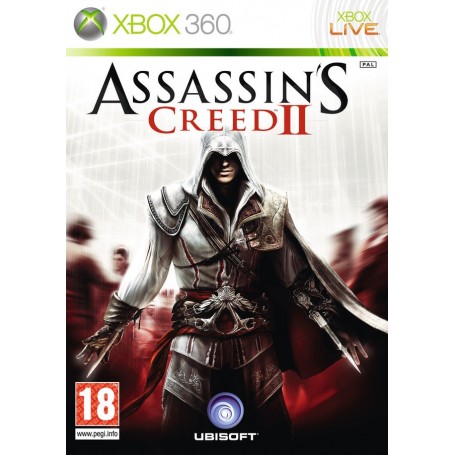 XBOX 360.
XBOX
LIVE
PAL
ASSASSIN'S
CREED II
18
www.pegi.info
UBISOFT